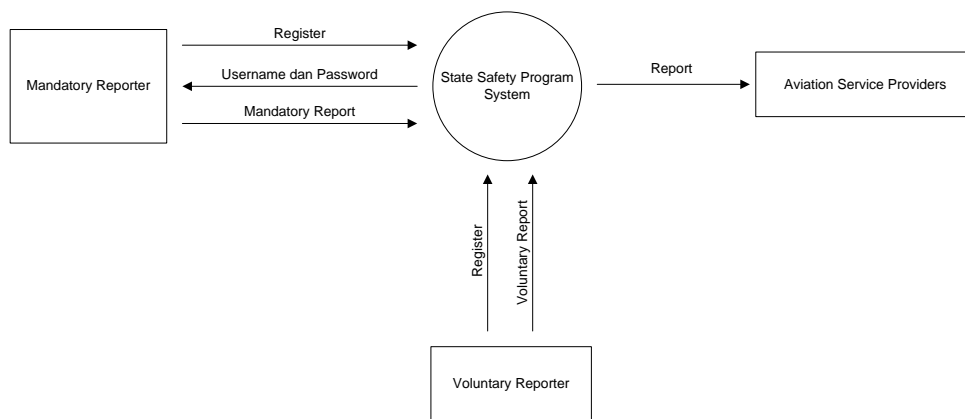 Register
Mandatory Reporter
Username dan Password
Mandatory Report
State Safety Program
System
Report
Aviation Service Providers
Register
Voluntary Report
Voluntary Reporter